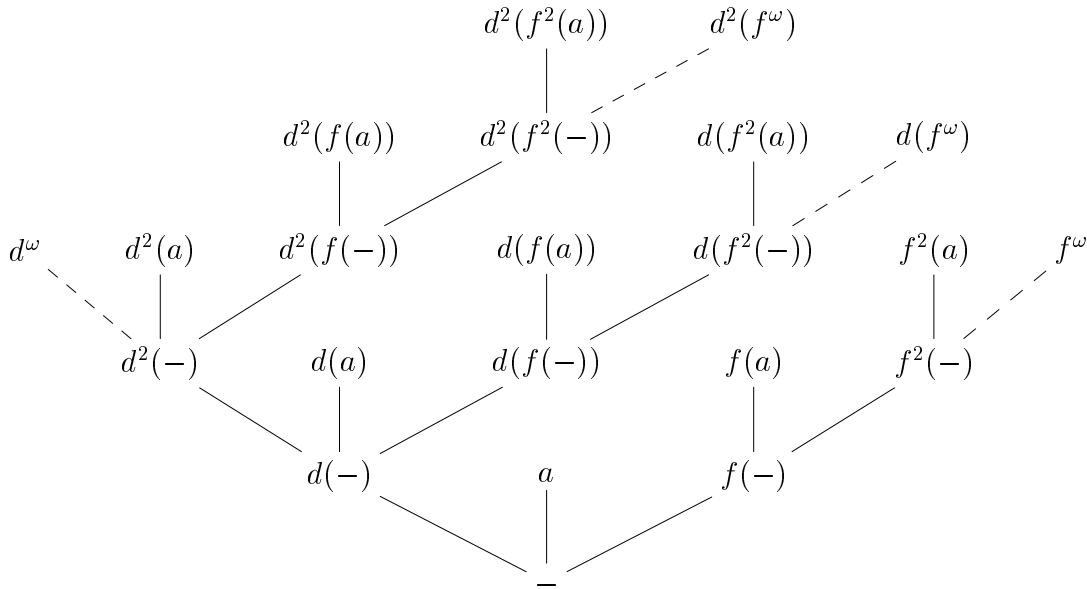 d²(f²(a)) d²(f^ω)
d²(f(a)) d²(f²(−)) d(f²(a)) d(f^ω)
d^ω d²(a) d²(f(−)) d(f(a)) d(f²(−)) f²(a) f^ω
d²(−) d(a) d(f(−)) f(a) f²(−)
d(−) a f(−)
−